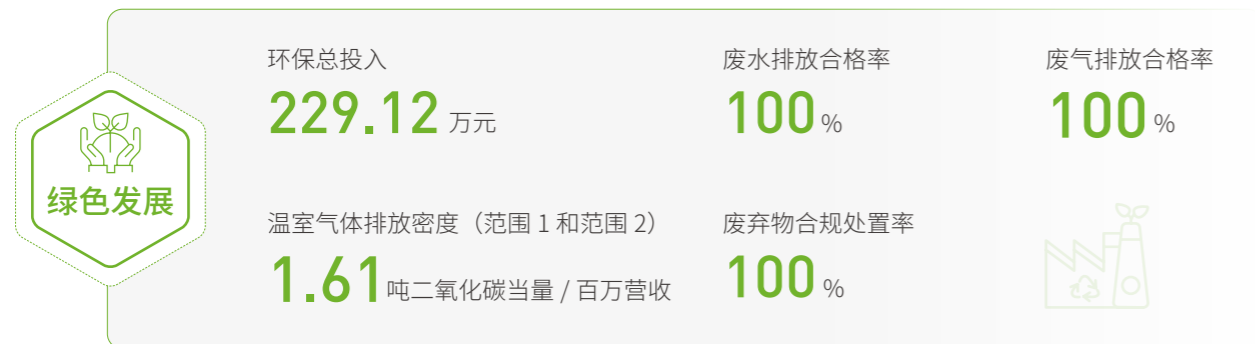 绿色发展
环保总投入
229.12 万元
废水排放合格率
100 %
废气排放合格率
100 %
温室气体排放密度（范围 1 和范围 2）
1.61吨二氧化碳当量 / 百万营收
废弃物合规处置率
100 %